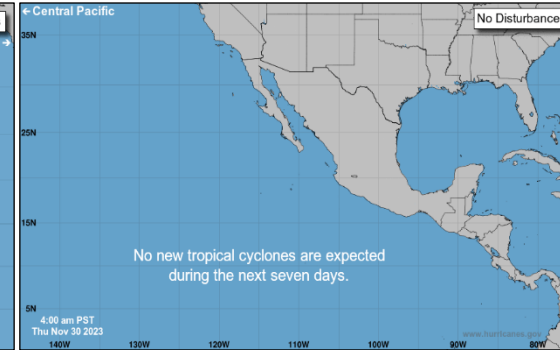 ← Central Pacific
No Disturbance
→
35N
25N
15N
5N
No new tropical cyclones are expected
during the next seven days.
4:00 am PST
Thu Nov 30 2023
www.hurricanes.gov
140W 130W 120W 110W 100W 90W 80W